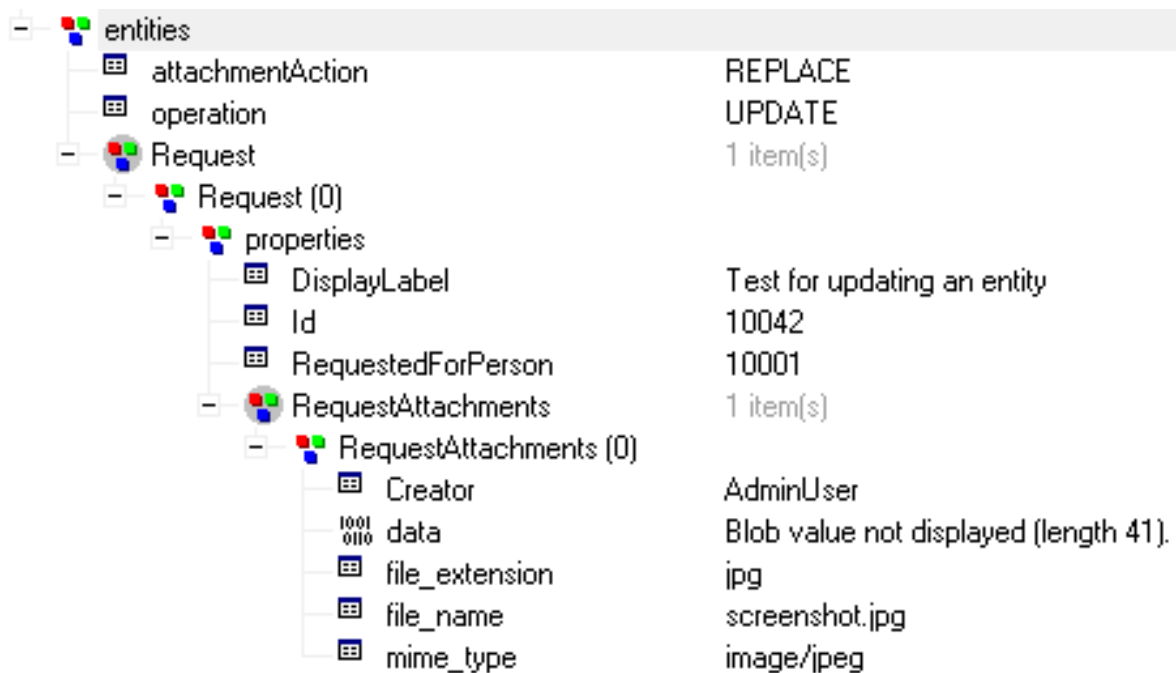 entities
attachmentAction REPLACE
operation UPDATE
Request 1 item(s)
Request (0)
properties
DisplayLabel Test for updating an entity
Id 10042
RequestedForPerson 10001
RequestAttachments 1 item(s)
RequestAttachments (0)
Creator AdminUser
1001 0110 data Blob value not displayed (length 41).
file_extension jpg
file_name screenshot.jpg
mime_type image/jpeg